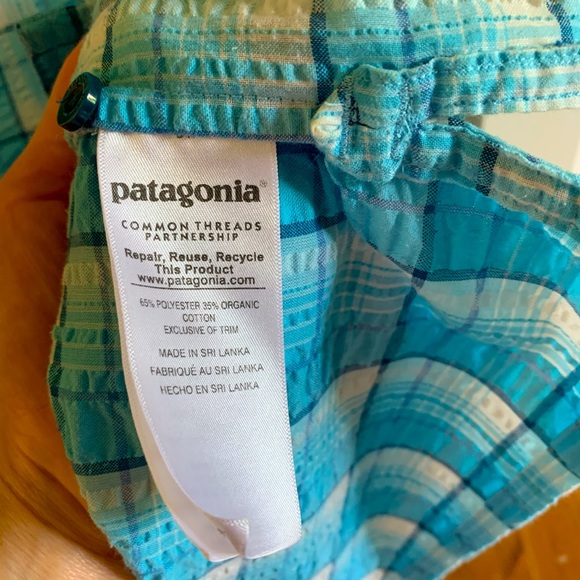 patagonia®
COMMON THREADS
PARTNERSHIP
Repair, Reuse, Recycle
This Product
www.patagonia.com
65% POLYESTER 35% ORGANIC
COTTON
EXCLUSIVE OF TRIM
MADE IN SRI LANKA
FABRIQUÉ AU SRI LANKA
HECHO EN SRI LANKA